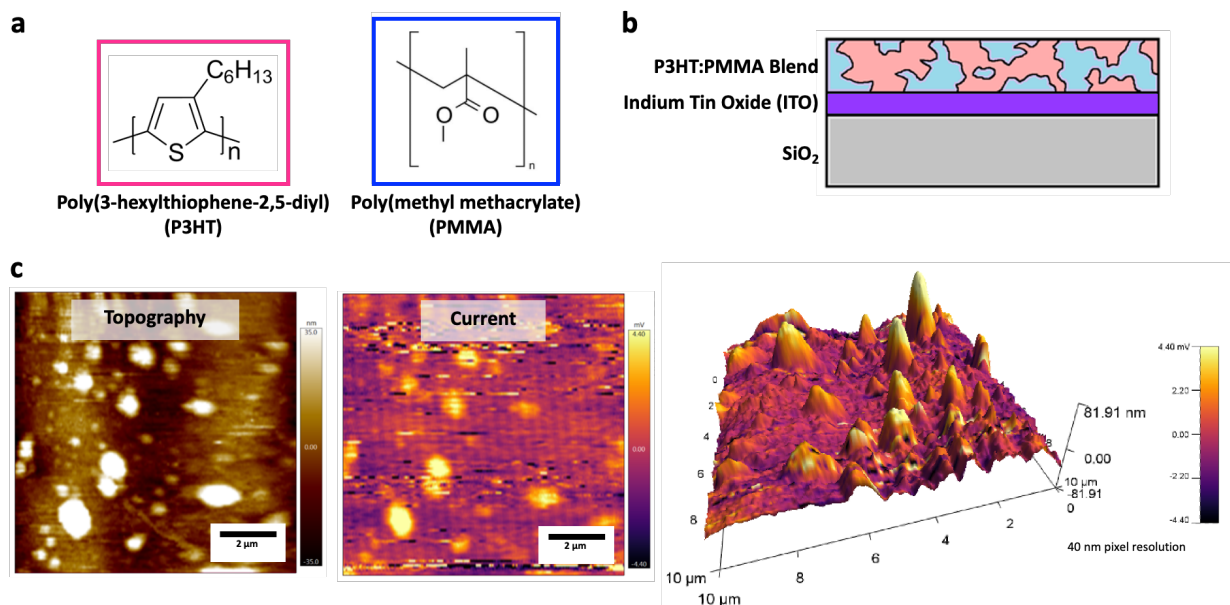 a
C6H13
S
n
O
O
n
Poly(3-hexylthiophene-2,5-diyl)
(P3HT)
Poly(methyl methacrylate)
(PMMA)
b
P3HT:PMMA Blend
Indium Tin Oxide (ITO)
SiO2
c
Topography
nm
35.0
0.00
-35.0
2 µm
Current
mV
4.40
0.00
-4.40
2 µm
0
2
4
6
8
10 µm
10 µm
8
6
4
2
0
10 µm
8
81.91 nm
0.00
-81.91
4.40 mV
2.20
0.00
-2.20
-4.40
40 nm pixel resolution